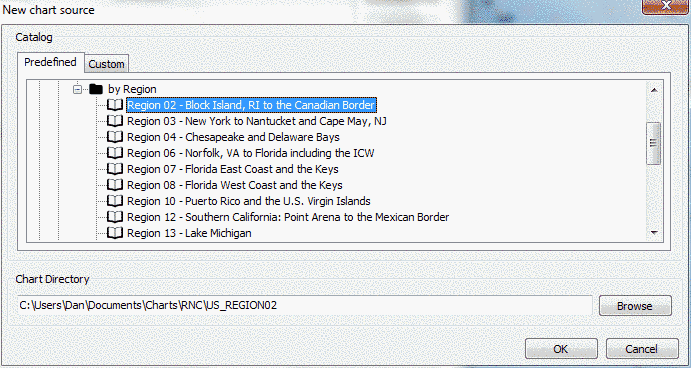 New chart source
Catalog
Predefined
Custom
by Region
Region 02 - Block Island, RI to the Canadian Border
Region 03 - New York to Nantucket and Cape May, NJ
Region 04 - Chesapeake and Delaware Bays
Region 06 - Norfolk, VA to Florida including the ICW
Region 07 - Florida East Coast and the Keys
Region 08 - Florida West Coast and the Keys
Region 10 - Puerto Rico and the U.S. Virgin Islands
Region 12 - Southern California: Point Arena to the Mexican Border
Region 13 - Lake Michigan
Chart Directory
C:\Users\Dan\Documents\Charts\RNC\US_REGION02
Browse
OK
Cancel